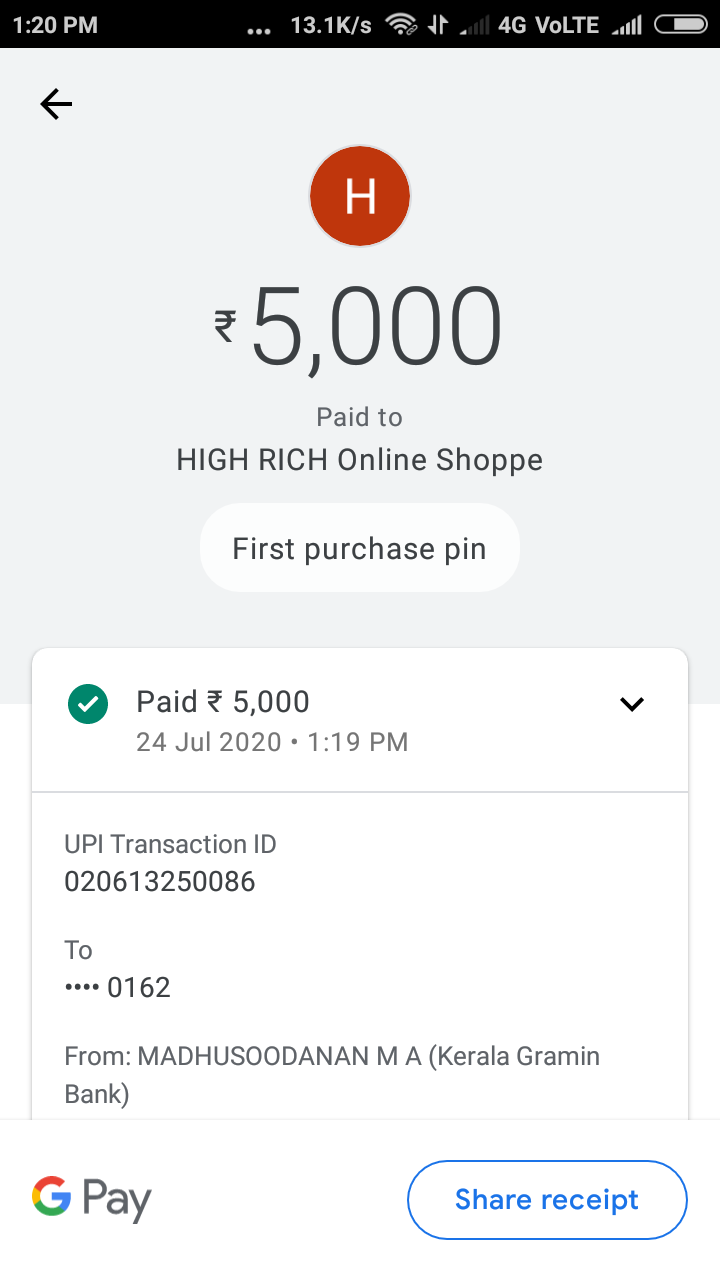 1:20 PM ... 13.1K/s 4G VoLTE
H
₹5,000
Paid to
HIGH RICH Online Shoppe
First purchase pin
Paid ₹ 5,000
24 Jul 2020 • 1:19 PM
UPI Transaction ID
020613250086
To
•••• 0162
From: MADHUSOODANAN M A (Kerala Gramin
Bank)
G Pay
Share receipt